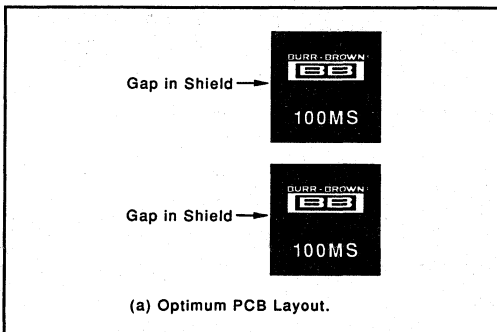 BURR-BROWN
BB
Gap in Shield
100MS
BURR-BROWN
BB
Gap in Shield
100MS
(a) Optimum PCB Layout.